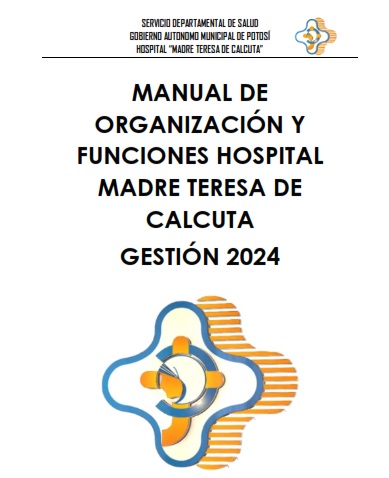 SERVICIO DEPARTAMENTAL DE SALUD
GOBIERNO AUTONOMO MUNICIPAL DE POTOSÍ
HOSPITAL “MADRE TERESA DE CALCUTA”
MANUAL DE
ORGANIZACIÓN Y
FUNCIONES HOSPITAL
MADRE TERESA DE
CALCUTA
GESTIÓN 2024